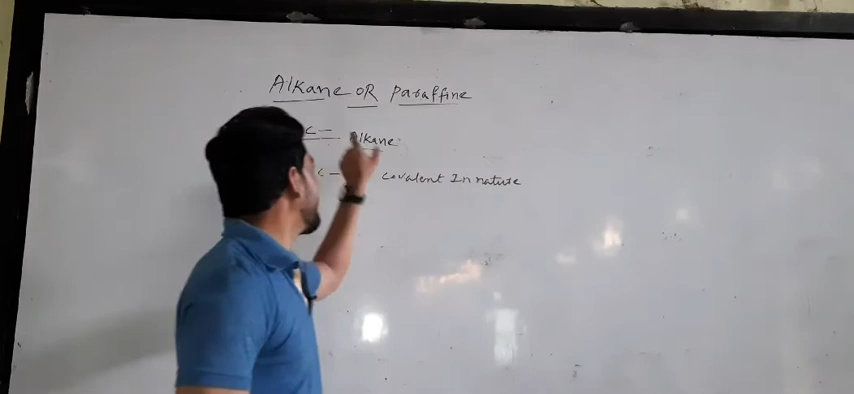 Alkane OR Paraffine
C — Alkane
C — Covalent In nature